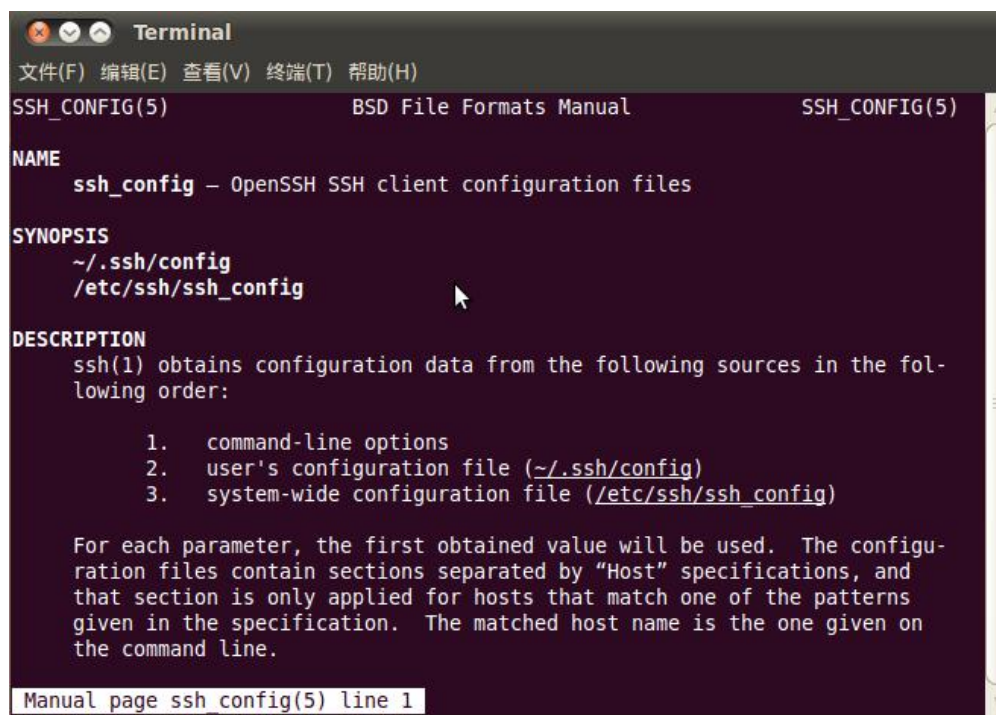 Terminal
文件(F) 编辑(E) 查看(V) 终端(T) 帮助(H)
SSH_CONFIG(5) BSD File Formats Manual SSH_CONFIG(5)
NAME
ssh_config — OpenSSH SSH client configuration files
SYNOPSIS
~/.ssh/config
/etc/ssh/ssh_config
DESCRIPTION
ssh(1) obtains configuration data from the following sources in the fol-
lowing order:
1. command-line options
2. user's configuration file (~/.ssh/config)
3. system-wide configuration file (/etc/ssh/ssh_config)
For each parameter, the first obtained value will be used. The configu-
ration files contain sections separated by “Host” specifications, and
that section is only applied for hosts that match one of the patterns
given in the specification. The matched host name is the one given on
the command line.
Manual page ssh_config(5) line 1